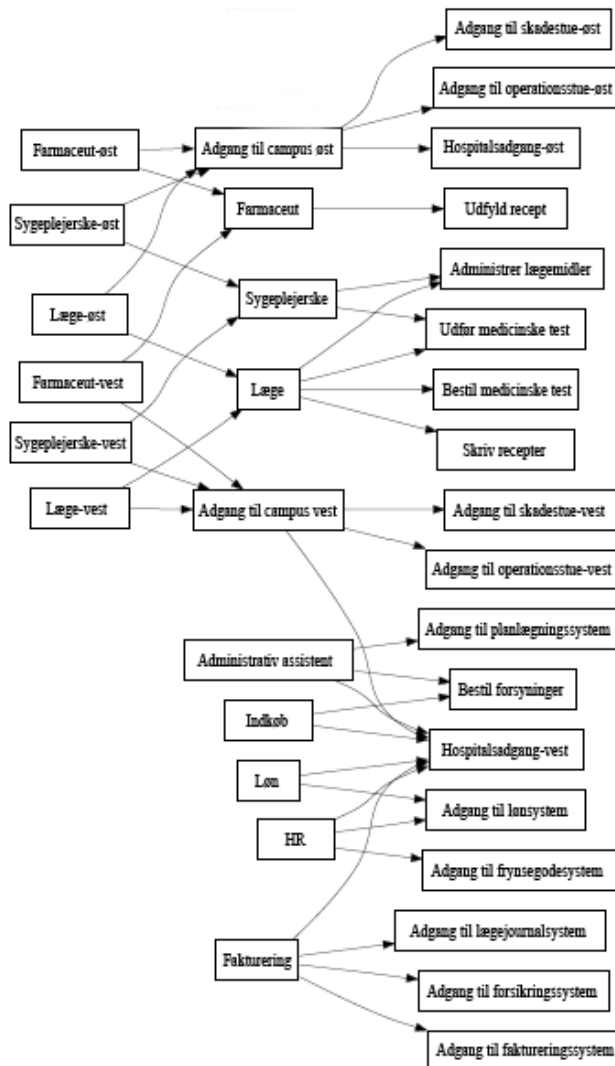 Adgang til skadestue-øst
Adgang til operationsstue-øst
Farmaceut-øst
Adgang til campus øst
Hospitalsadgang-øst
Sygeplejerske-øst
Farmaceut
Udfyld recept
Læge-øst
Sygeplejerske
Administrer lægemidler
Udfør medicinske test
Farmaceut-vest
Læge
Bestil medicinske test
Sygeplejerske-vest
Skriv recepter
Læge-vest
Adgang til campus vest
Adgang til skadestue-vest
Adgang til operationsstue-vest
Adgang til planlægningssystem
Administrativ assistent
Bestil forsyninger
Indkøb
Hospitalsadgang-vest
Løn
Adgang til lønsystem
HR
Adgang til frynsegodesystem
Adgang til lægejournalsystem
Fakturering
Adgang til forsikringssystem
Adgang til faktureringssystem